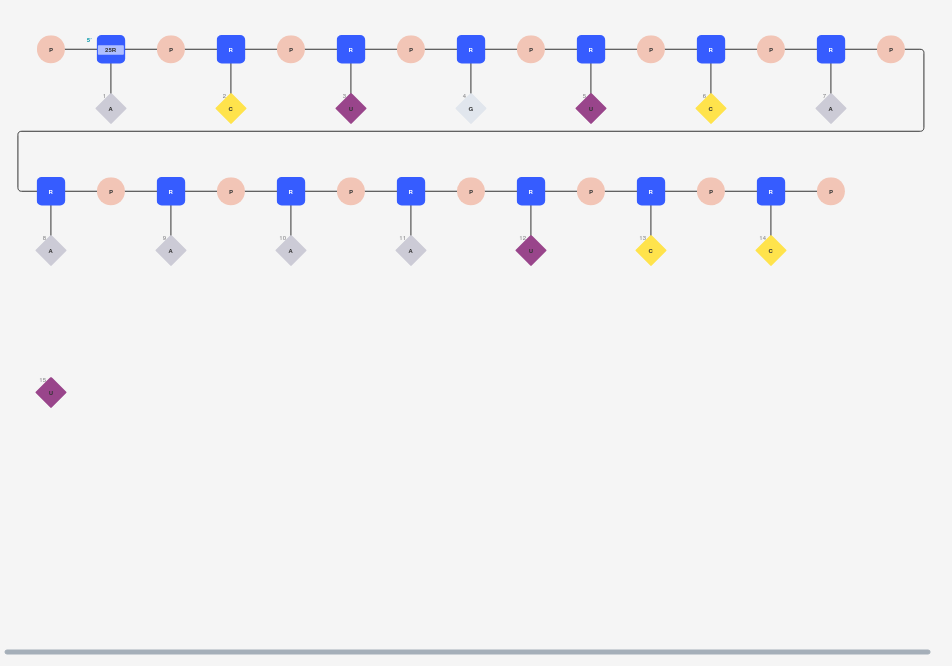 5'
P 25R P R P R P R P R P R P R P
1 2 3 4 5 6 7
A C U G U C A
R P R P R P R P R P R P R P
8 9 10 11 12 13 14
A A A A U C C
15
U